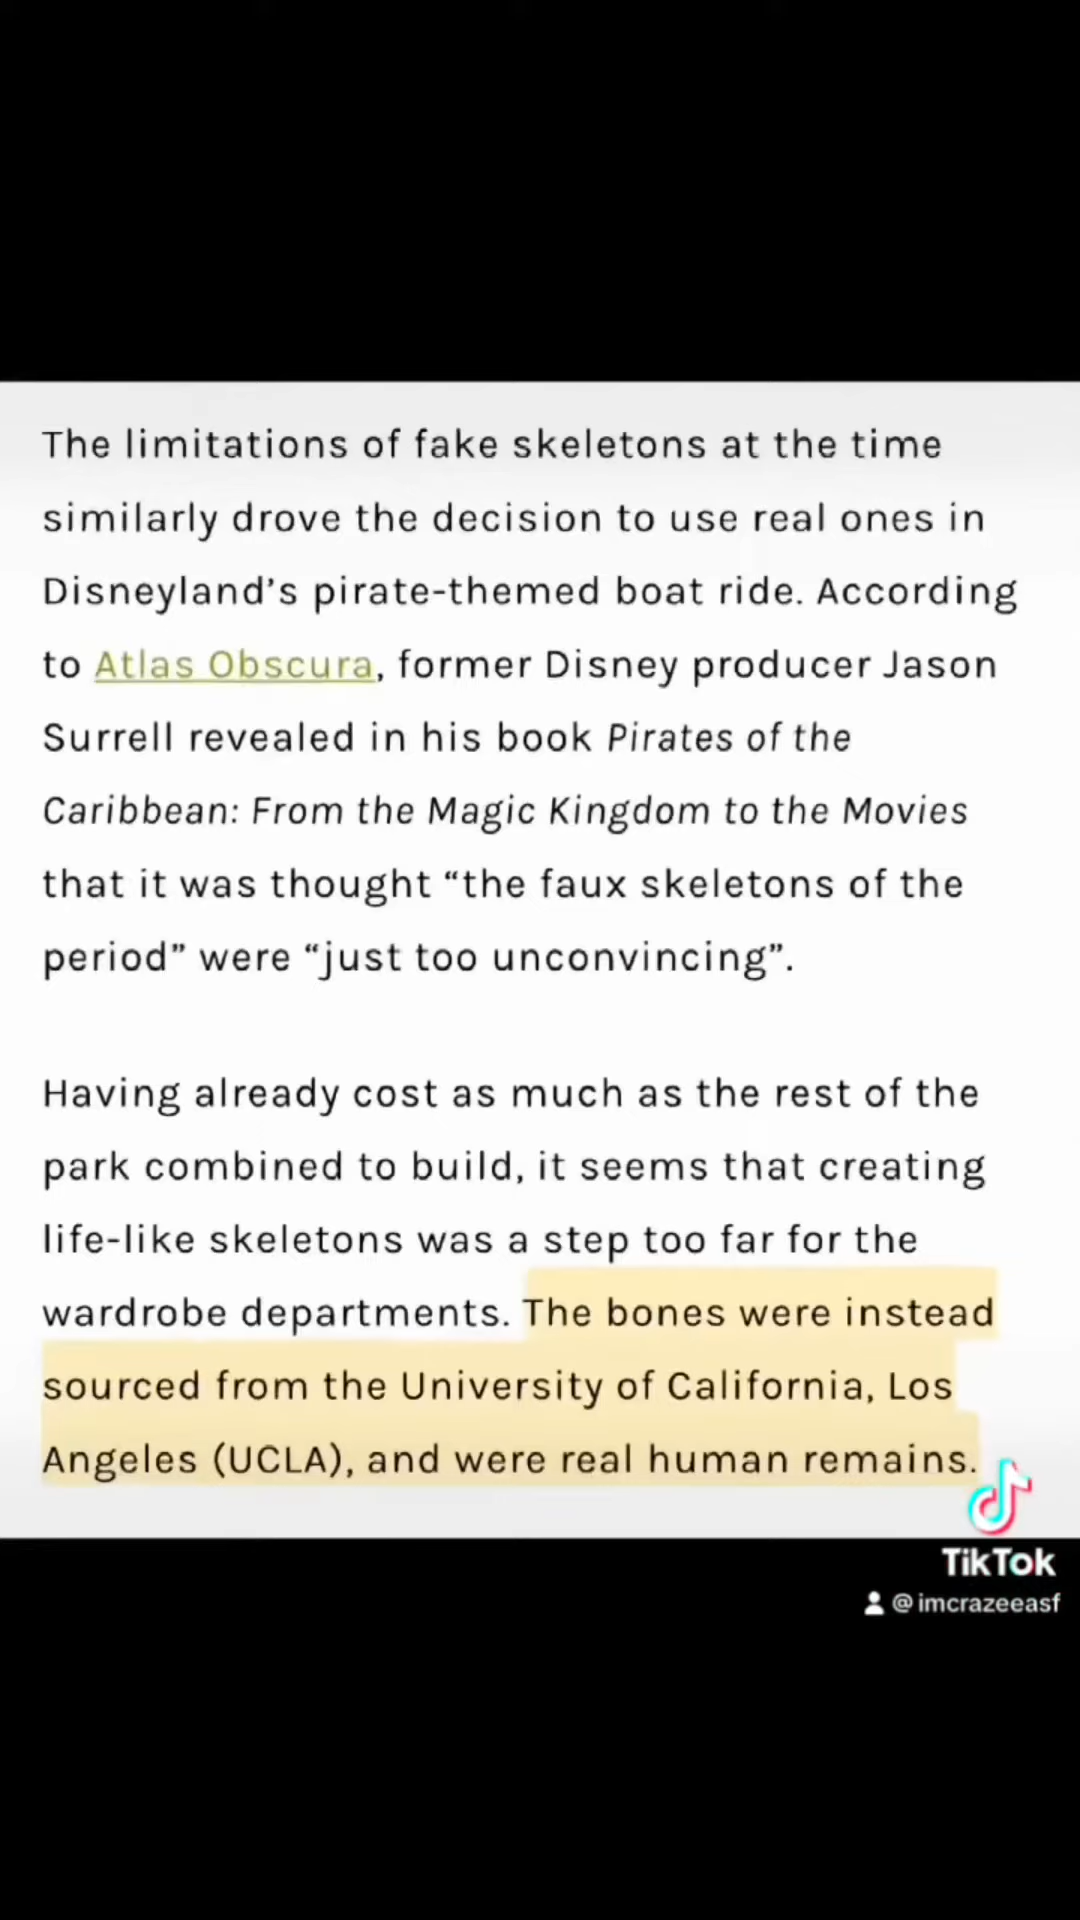 The limitations of fake skeletons at the time
similarly drove the decision to use real ones in
Disneyland’s pirate-themed boat ride. According
to Atlas Obscura, former Disney producer Jason
Surrell revealed in his book Pirates of the
Caribbean: From the Magic Kingdom to the Movies
that it was thought “the faux skeletons of the
period” were “just too unconvincing”.
Having already cost as much as the rest of the
park combined to build, it seems that creating
life-like skeletons was a step too far for the
wardrobe departments. The bones were instead
sourced from the University of California, Los
Angeles (UCLA), and were real human remains.
TikTok
@imcrazeeasf